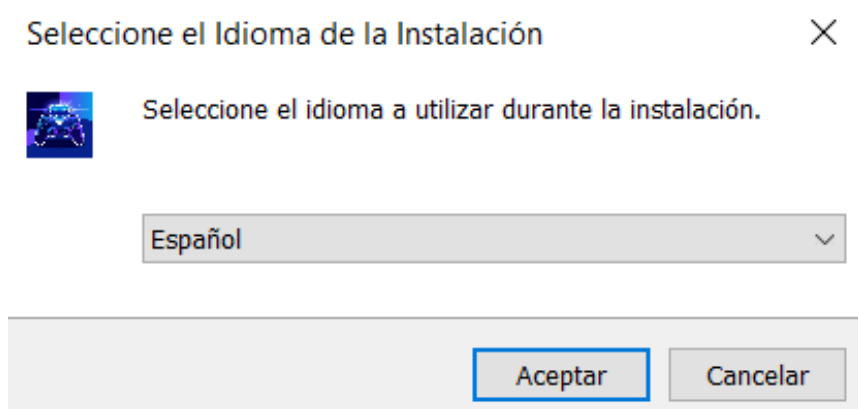 Seleccione el Idioma de la Instalación
Seleccione el idioma a utilizar durante la instalación.
Español
Aceptar Cancelar